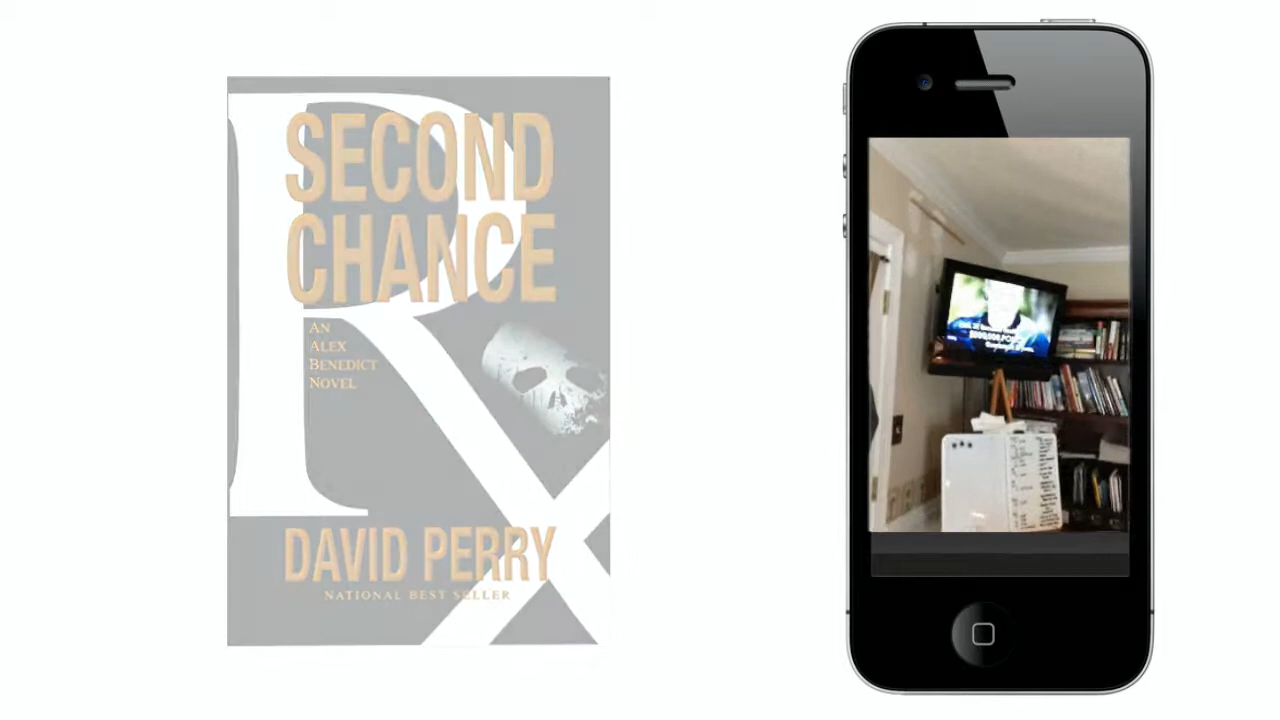 SECOND
CHANCE
AN
ALEX
BENEDICT
NOVEL
DAVID PERRY
NATIONAL BEST SELLER